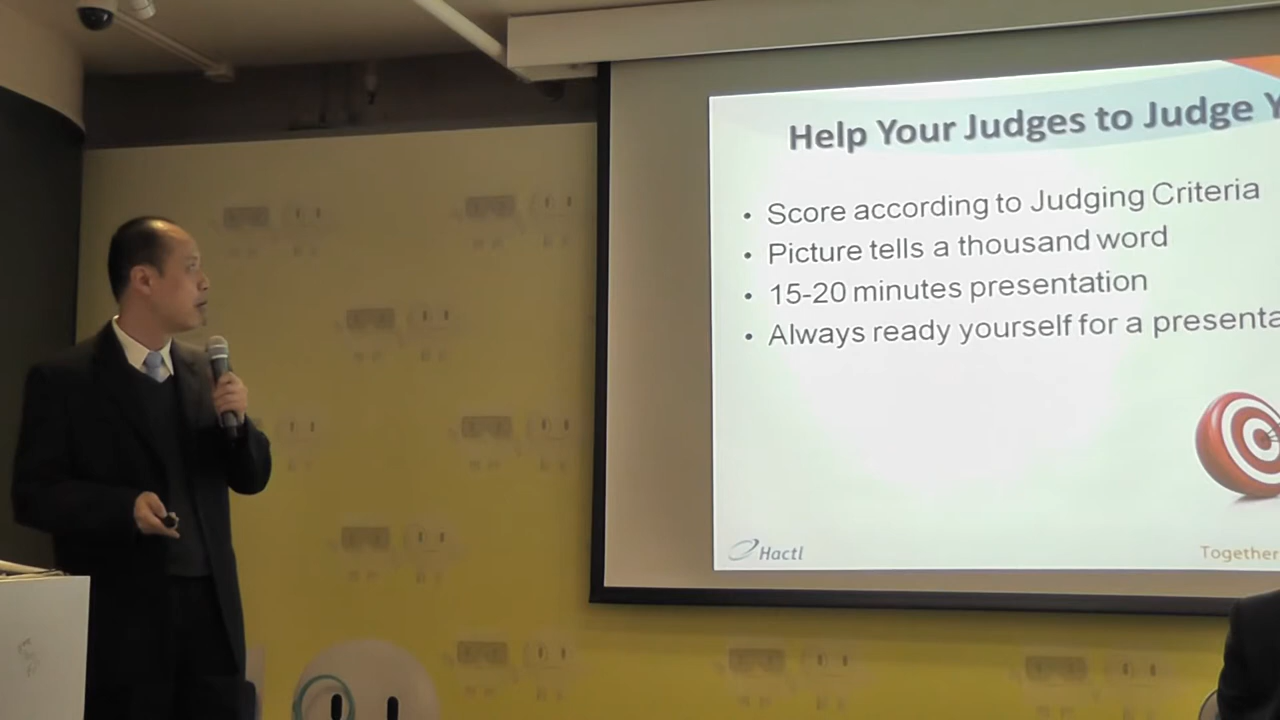 Help Your Judges to Judge Y
• Score according to Judging Criteria
• Picture tells a thousand word
• 15-20 minutes presentation
• Always ready yourself for a presenta
Hactl
Together